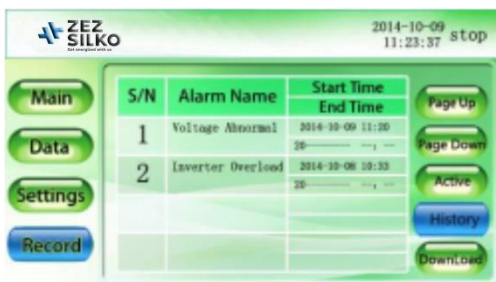 ZEZ
SILKO
2014-10-09
11:23:37 stop
Main
Data
Settings
Record
S/N Alarm Name Start Time
End Time
1 Voltage Abnormal 2014-10-09 11:20
20
2 Inverter Overload 2014-10-08 10:33
20
Page Up
Page Down
Active
History
DownLoad